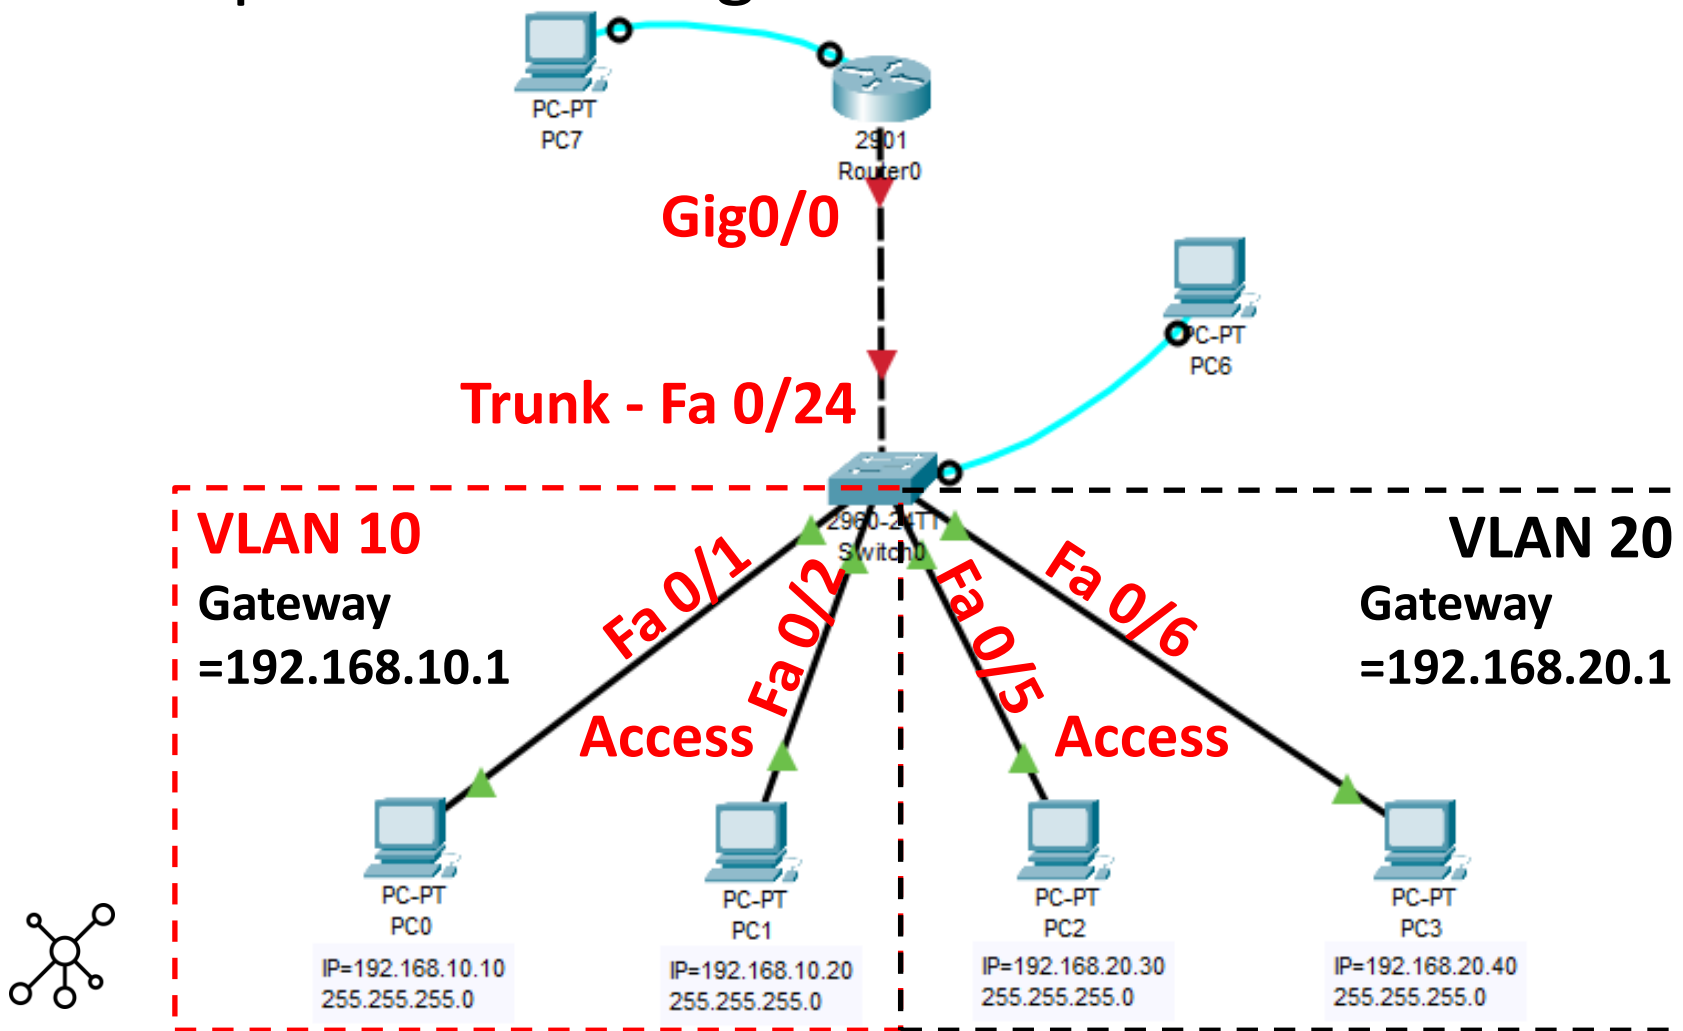 PC-PT
PC7
2901
Router0
Gig0/0
PC-PT
PC6
Trunk - Fa 0/24
2960-24TT
Switch0
VLAN 10
Gateway
=192.168.10.1
VLAN 20
Gateway
=192.168.20.1
Fa 0/1
Fa 0/2
Fa 0/5
Fa 0/6
Access
Access
PC-PT
PC0
IP=192.168.10.10
255.255.255.0
PC-PT
PC1
IP=192.168.10.20
255.255.255.0
PC-PT
PC2
IP=192.168.20.30
255.255.255.0
PC-PT
PC3
IP=192.168.20.40
255.255.255.0